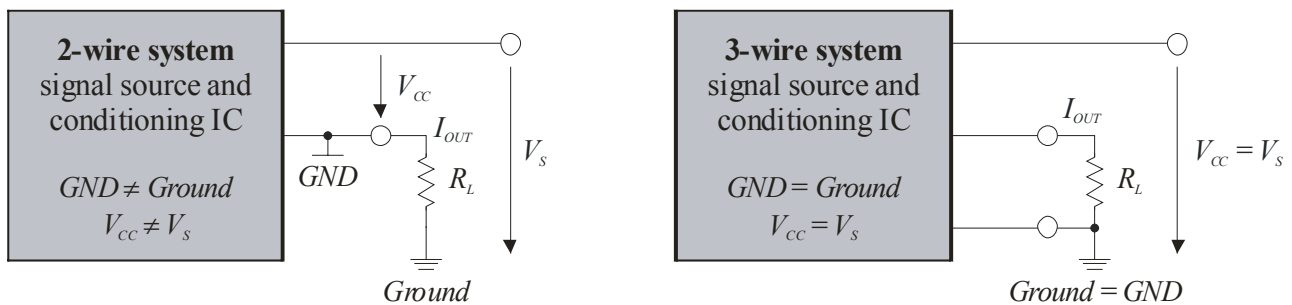 2-wire system
signal source and
conditioning IC
GND ≠ Ground
V_CC ≠ V_S
V_CC
I_OUT
GND
R_L
V_S
Ground
3-wire system
signal source and
conditioning IC
GND = Ground
V_CC = V_S
I_OUT
R_L
V_CC = V_S
Ground = GND